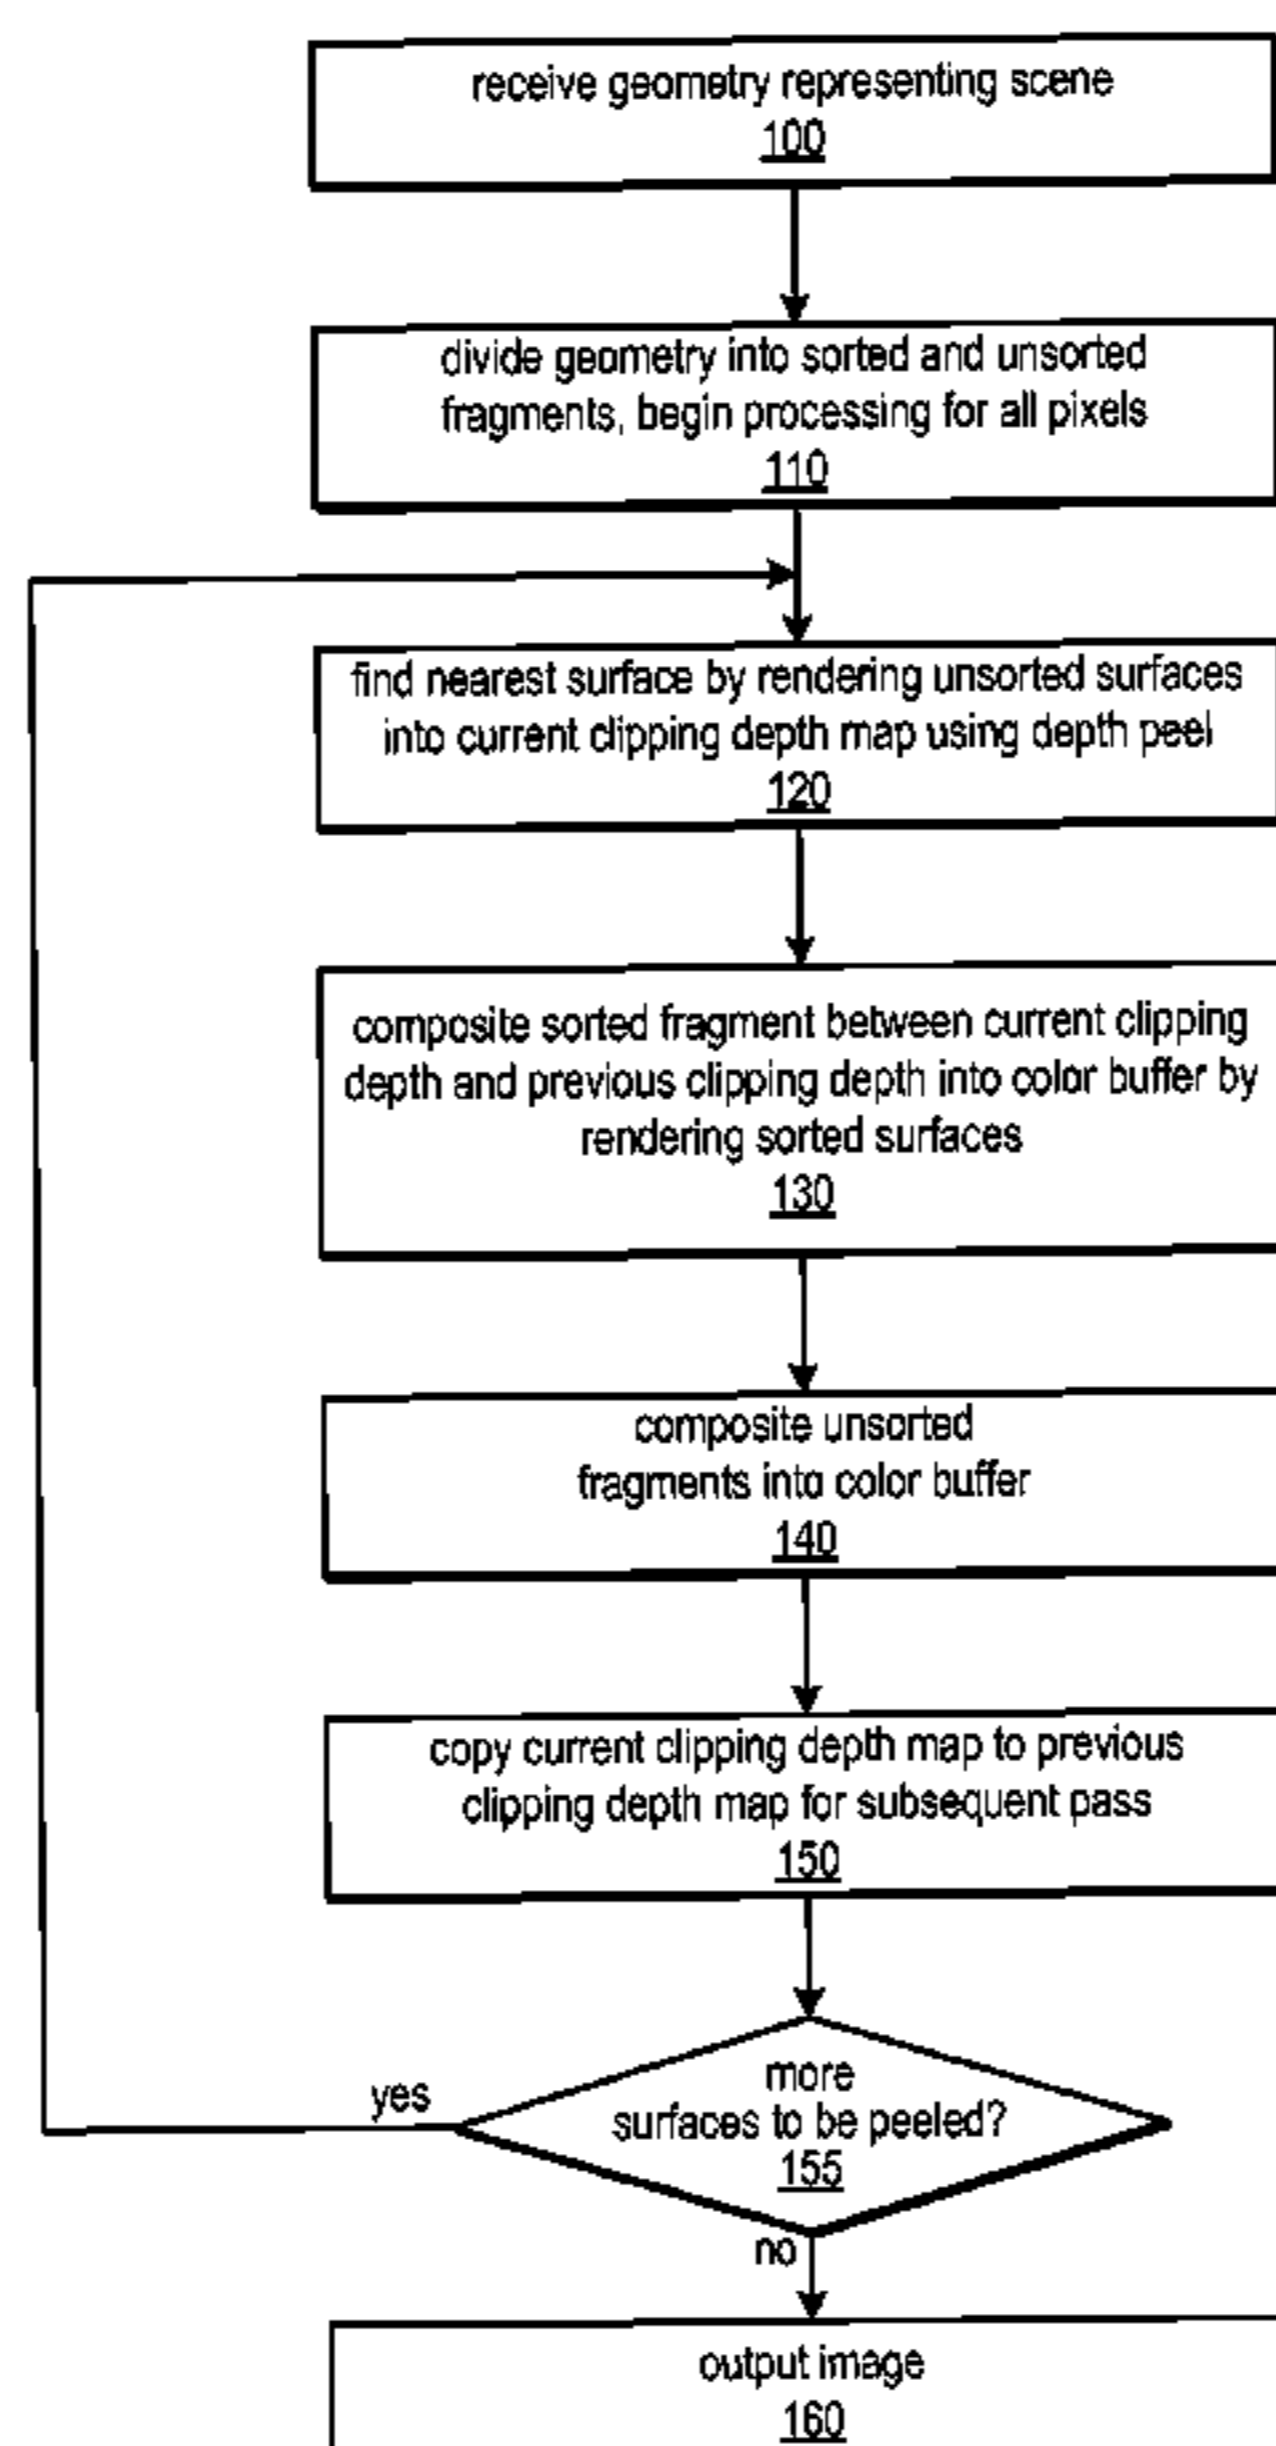 receive geometry representing scene
100
divide geometry into sorted and unsorted
fragments, begin processing for all pixels
110
find nearest surface by rendering unsorted surfaces
into current clipping depth map using depth peel
120
composite sorted fragment between current clipping
depth and previous clipping depth into color buffer by
rendering sorted surfaces
130
composite unsorted
fragments into color buffer
140
copy current clipping depth map to previous
clipping depth map for subsequent pass
150
yes
more
surfaces to be peeled?
155
no
output image
160